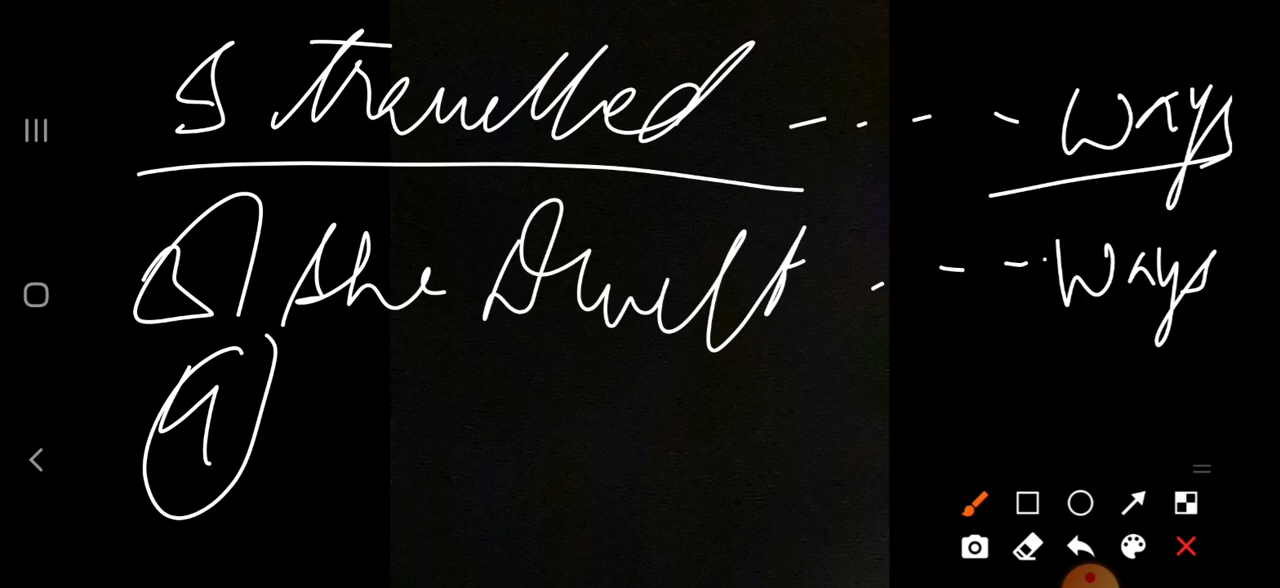 I travelled - - - - Ways
I) She Dwelt - - - Ways